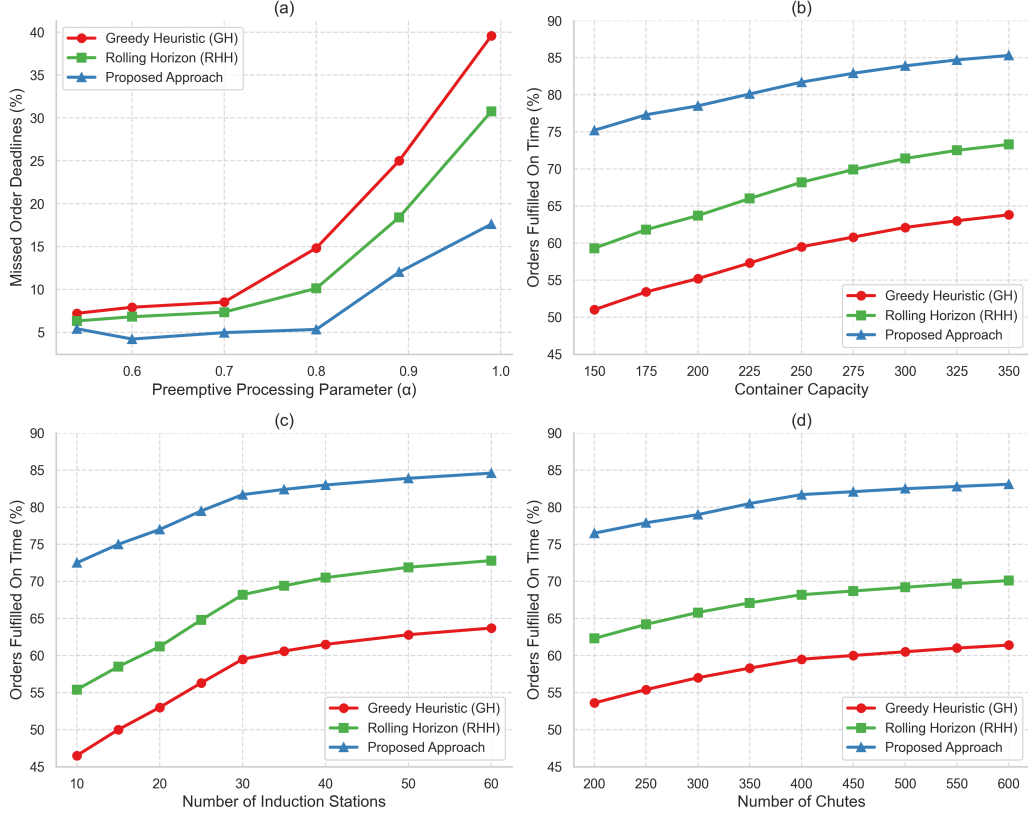 (a)
Missed Order Deadlines (%)
40
35
30
25
20
15
10
5
Greedy Heuristic (GH)
Rolling Horizon (RHH)
Proposed Approach
0.6 0.7 0.8 0.9 1.0
Preemptive Processing Parameter (α)
(b)
Orders Fulfilled On Time (%)
90
85
80
75
70
65
60
55
50
45
Greedy Heuristic (GH)
Rolling Horizon (RHH)
Proposed Approach
150 175 200 225 250 275 300 325 350
Container Capacity
(c)
Orders Fulfilled On Time (%)
90
85
80
75
70
65
60
55
50
45
Greedy Heuristic (GH)
Rolling Horizon (RHH)
Proposed Approach
10 20 30 40 50 60
Number of Induction Stations
(d)
Orders Fulfilled On Time (%)
90
85
80
75
70
65
60
55
50
45
Greedy Heuristic (GH)
Rolling Horizon (RHH)
Proposed Approach
200 250 300 350 400 450 500 550 600
Number of Chutes